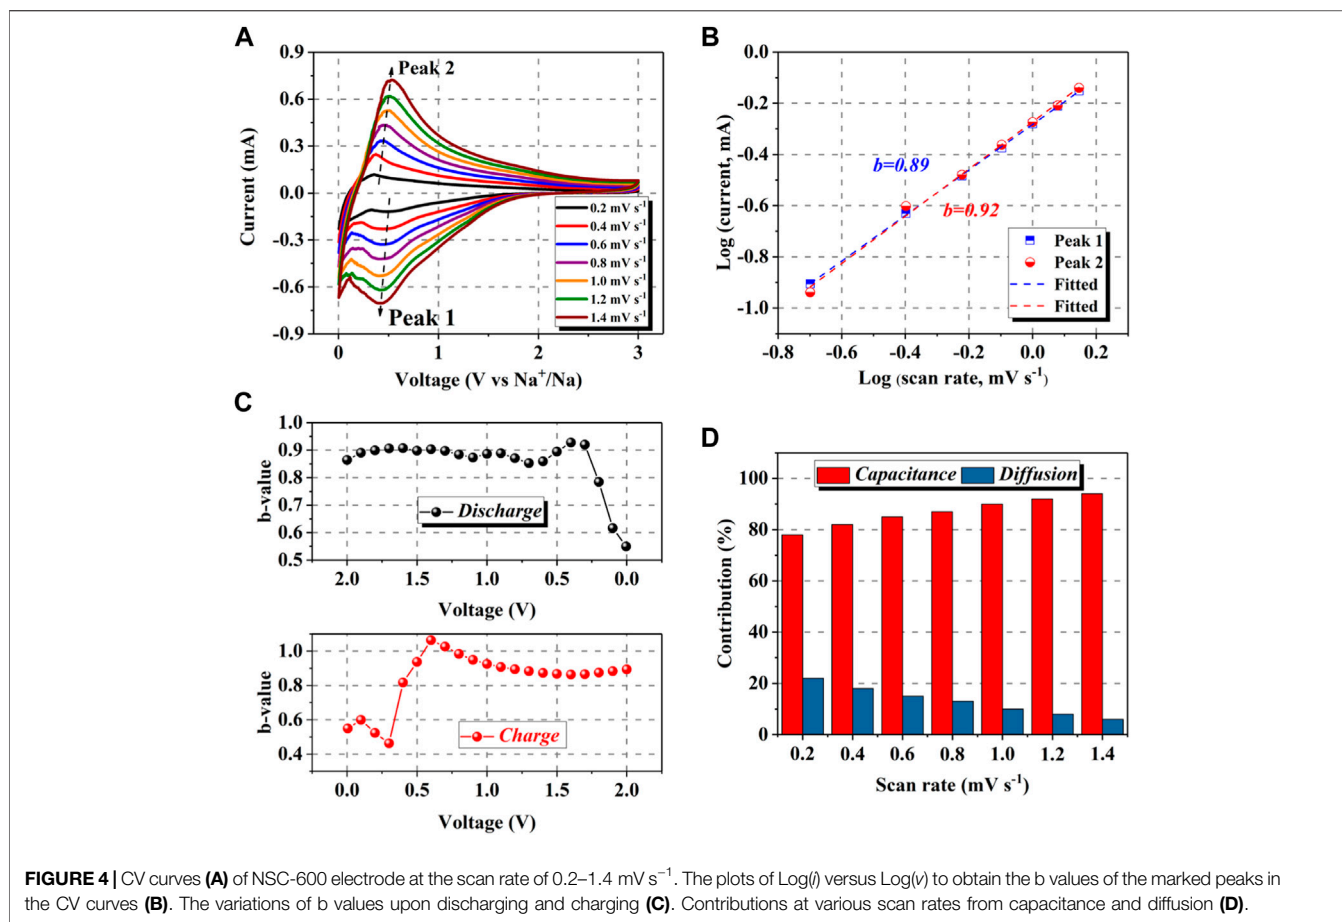 A
0.9
0.6
0.3
0.0
-0.3
-0.6
-0.9
Current (mA)
Peak 2
Peak 1
0.2 mV s⁻¹
0.4 mV s⁻¹
0.6 mV s⁻¹
0.8 mV s⁻¹
1.0 mV s⁻¹
1.2 mV s⁻¹
1.4 mV s⁻¹
0 1 2 3
Voltage (V vs Na⁺/Na)
B
0.0
-0.2
-0.4
-0.6
-0.8
-1.0
Log (current, mA)
b=0.89
b=0.92
Peak 1
Peak 2
Fitted
Fitted
-0.8 -0.6 -0.4 -0.2 0.0 0.2
Log (scan rate, mV s⁻¹)
C
1.0
0.9
0.8
0.7
0.6
0.5
b-value
Discharge
2.0 1.5 1.0 0.5 0.0
Voltage (V)
1.0
0.8
0.6
0.4
b-value
Charge
0.0 0.5 1.0 1.5 2.0
Voltage (V)
D
100
80
60
40
20
0
Contribution (%)
Capacitance Diffusion
0.2 0.4 0.6 0.8 1.0 1.2 1.4
Scan rate (mV s⁻¹)
FIGURE 4 | CV curves (A) of NSC-600 electrode at the scan rate of 0.2–1.4 mV s⁻¹. The plots of Log(i) versus Log(v) to obtain the b values of the marked peaks in
the CV curves (B). The variations of b values upon discharging and charging (C). Contributions at various scan rates from capacitance and diffusion (D).